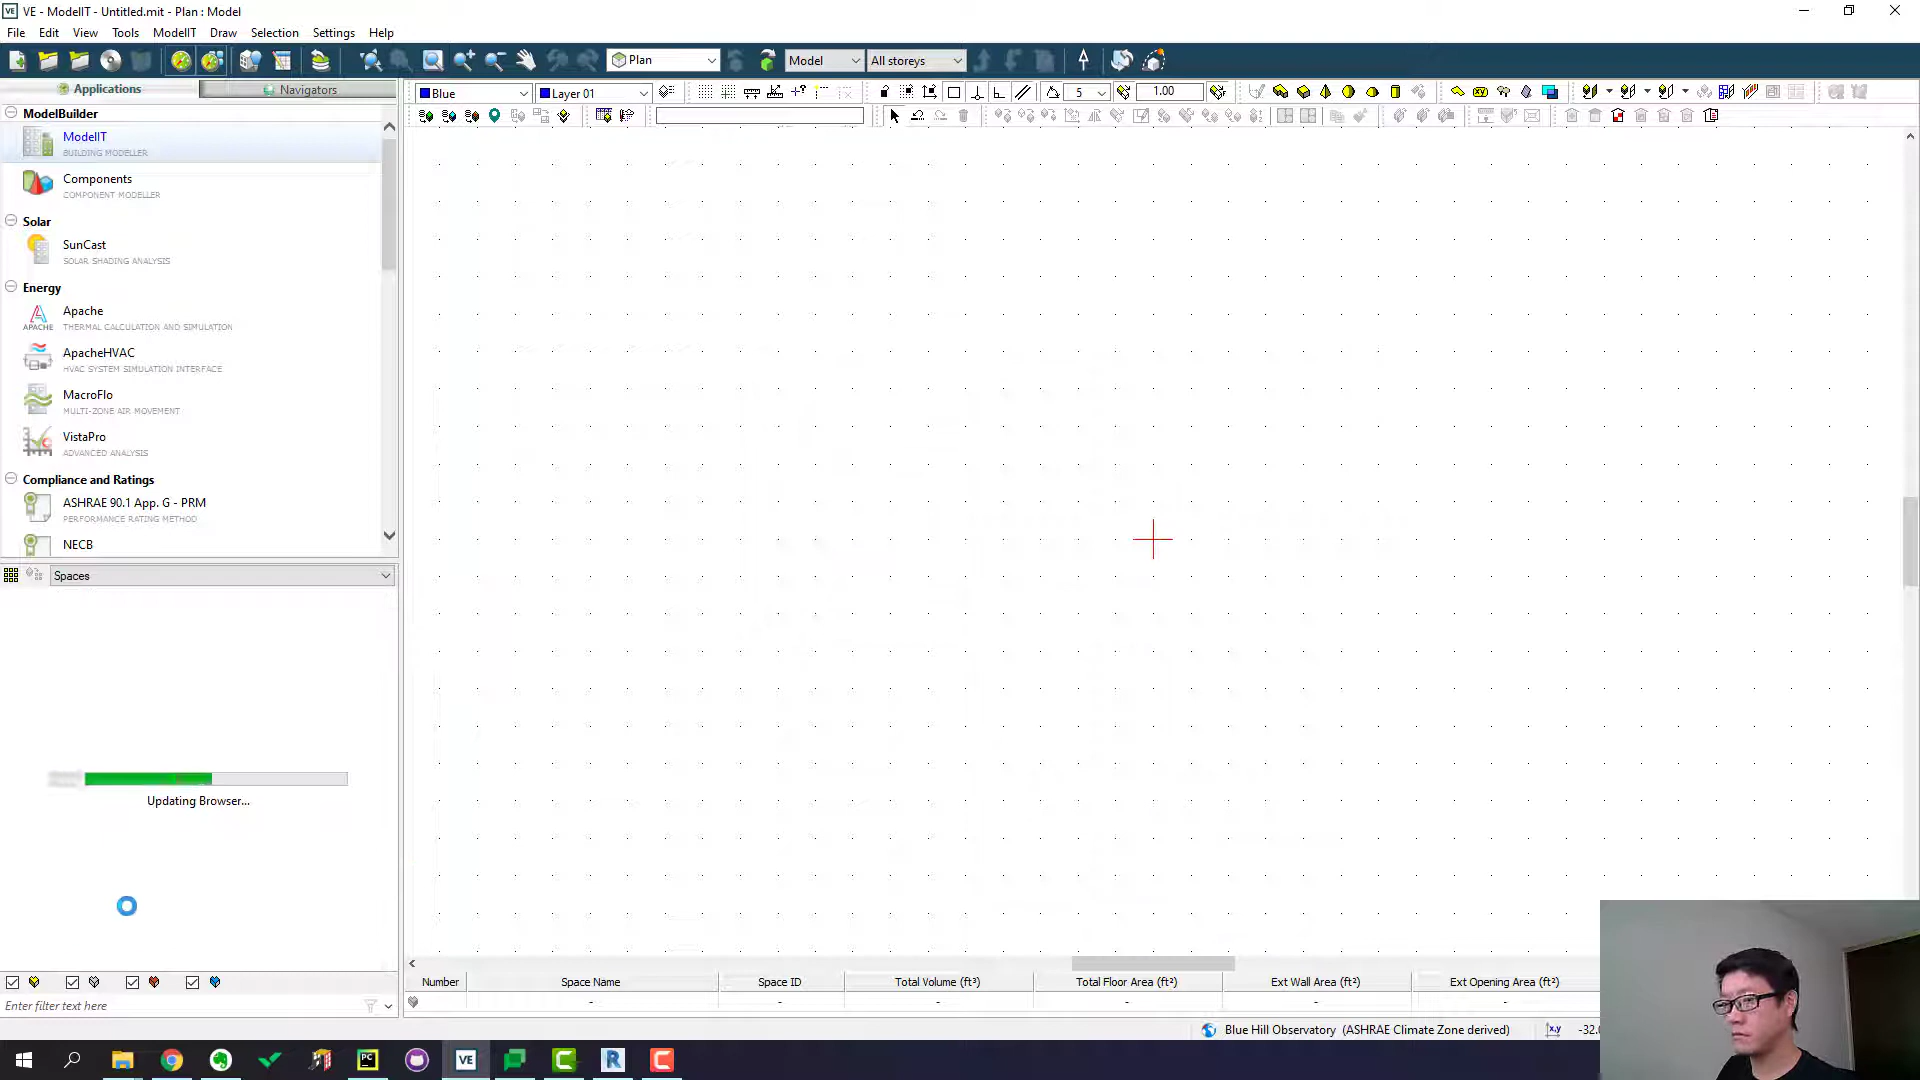 VE VE - ModelIT - Untitled.mit - Plan : Model
File Edit View Tools ModelIT Draw Selection Settings Help
Plan Model All storeys
Applications Navigators
Blue Layer 01 5 1.00
ModelBuilder
ModelIT
BUILDING MODELLER
Components
COMPONENT MODELLER
Solar
SunCast
SOLAR SHADING ANALYSIS
Energy
Apache
APACHE THERMAL CALCULATION AND SIMULATION
ApacheHVAC
HVAC SYSTEM SIMULATION INTERFACE
MacroFlo
MULTI-ZONE AIR MOVEMENT
VistaPro
ADVANCED ANALYSIS
Compliance and Ratings
ASHRAE 90.1 App. G - PRM
PERFORMANCE RATING METHOD
NECB
Spaces
Updating Browser...
Number Space Name Space ID Total Volume (ft³) Total Floor Area (ft²) Ext Wall Area (ft²) Ext Opening Area (ft²)
- - - - - -
Enter filter text here
Blue Hill Observatory (ASHRAE Climate Zone derived) x,y
PC VE C R C